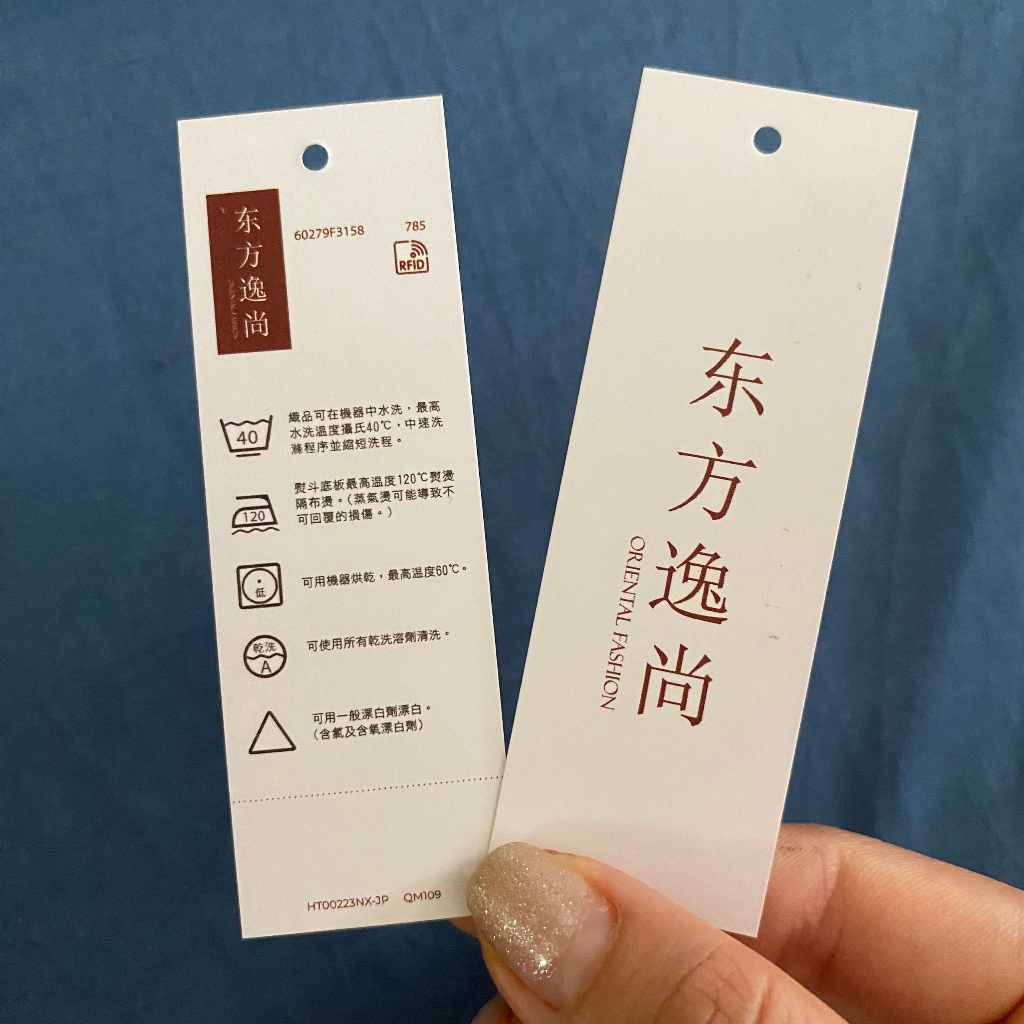 东方逸尚
60279F3158
785
RFID
40
織品可在機器中水洗，最高
水洗溫度攝氏40℃，中速洗
滌程序並縮短洗程。
120
熨斗底板最高溫度120℃熨燙
隔布燙。（蒸氣燙可能導致不
可回覆的損傷。）
低
可用機器烘乾，最高溫度60℃。
乾洗
A
可使用所有乾洗溶劑清洗。
可用一般漂白劑漂白。
（含氯及含氧漂白劑）
HT00223NX-JP QM109
东方逸尚
ORIENTAL FASHION